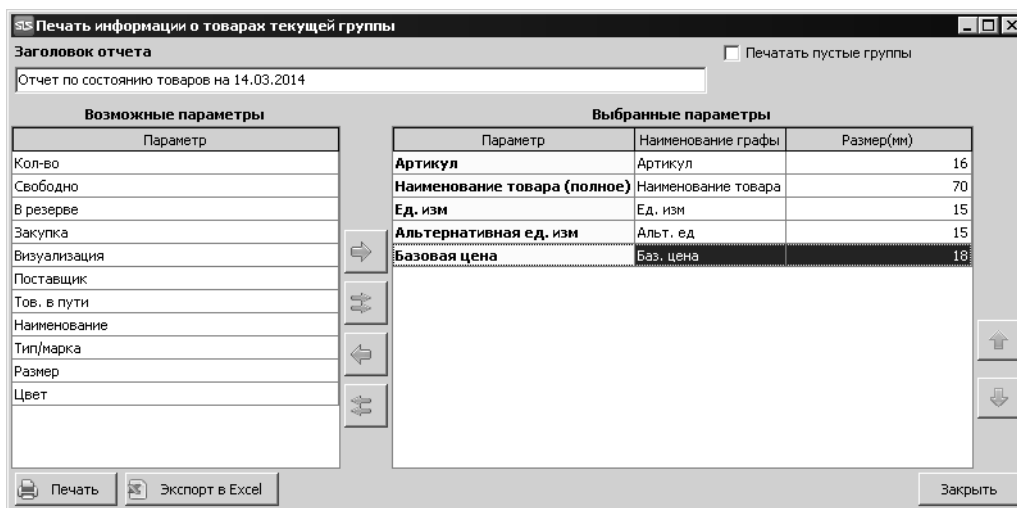 SLS Печать информации о товарах текущей группы
Заголовок отчета
Печатать пустые группы
Отчет по состоянию товаров на 14.03.2014
Возможные параметры
Параметр
Кол-во
Свободно
В резерве
Закупка
Визуализация
Поставщик
Тов. в пути
Наименование
Тип/марка
Размер
Цвет
Выбранные параметры
Параметр Наименование графы Размер(мм)
Артикул Артикул 16
Наименование товара (полное) Наименование товара 70
Ед. изм Ед. изм 15
Альтернативная ед. изм Альт. ед 15
Базовая цена Баз. цена 18
Печать Экспорт в Excel Закрыть